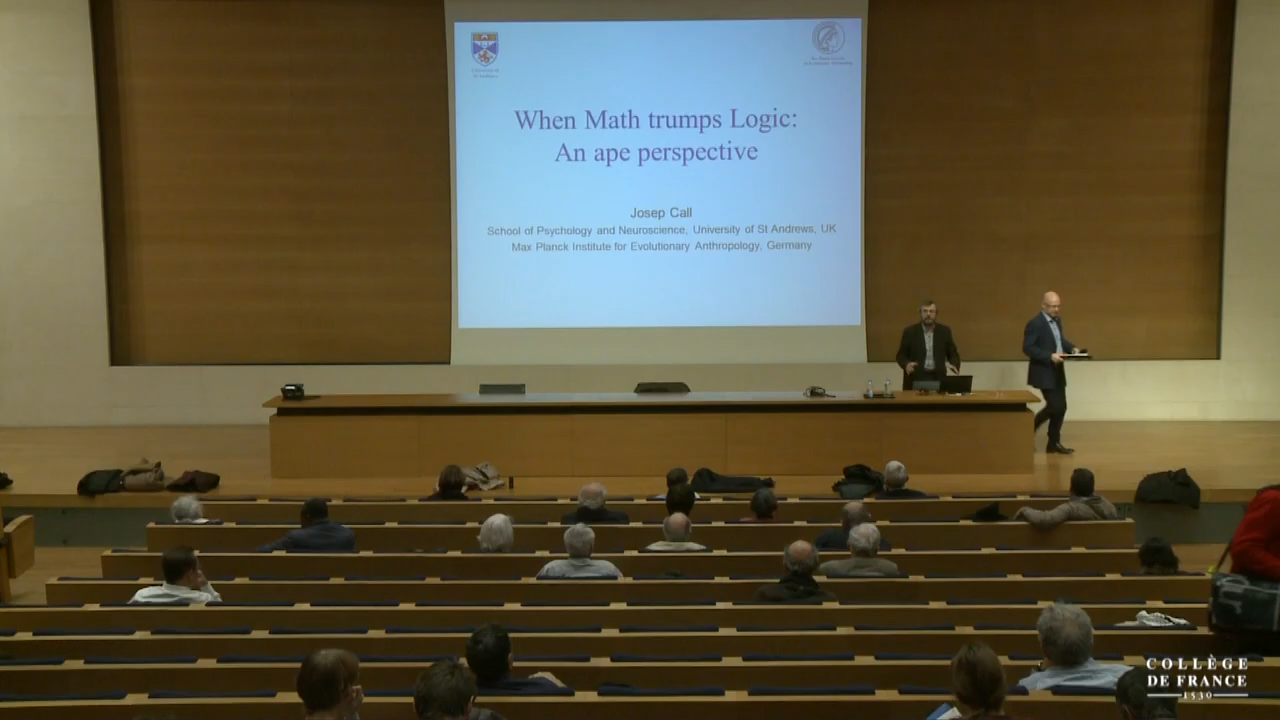 When Math trumps Logic:
An ape perspective
Josep Call
School of Psychology and Neuroscience, University of St Andrews, UK
Max Planck Institute for Evolutionary Anthropology, Germany
COLLÈGE
DE FRANCE
1530